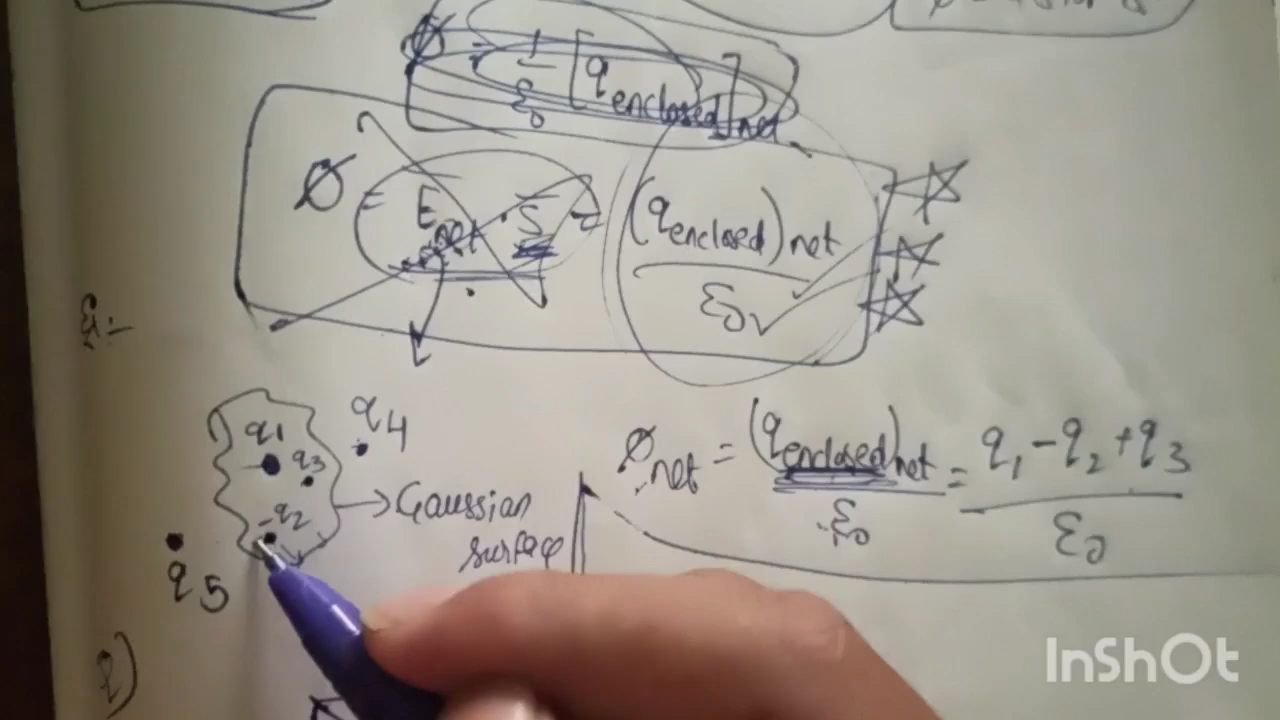 ϕ = 1/ε₀ [q enclosed] net
ϕ = E net · S = (q enclosed) net / ε₀
Ex:-
q₁
q₃
-q₂
q₄
q₅
→ Gaussian
surface
ϕ net = (q enclosed) net / ε₀ = q₁ - q₂ + q₃ / ε₀
Q)
InShOt